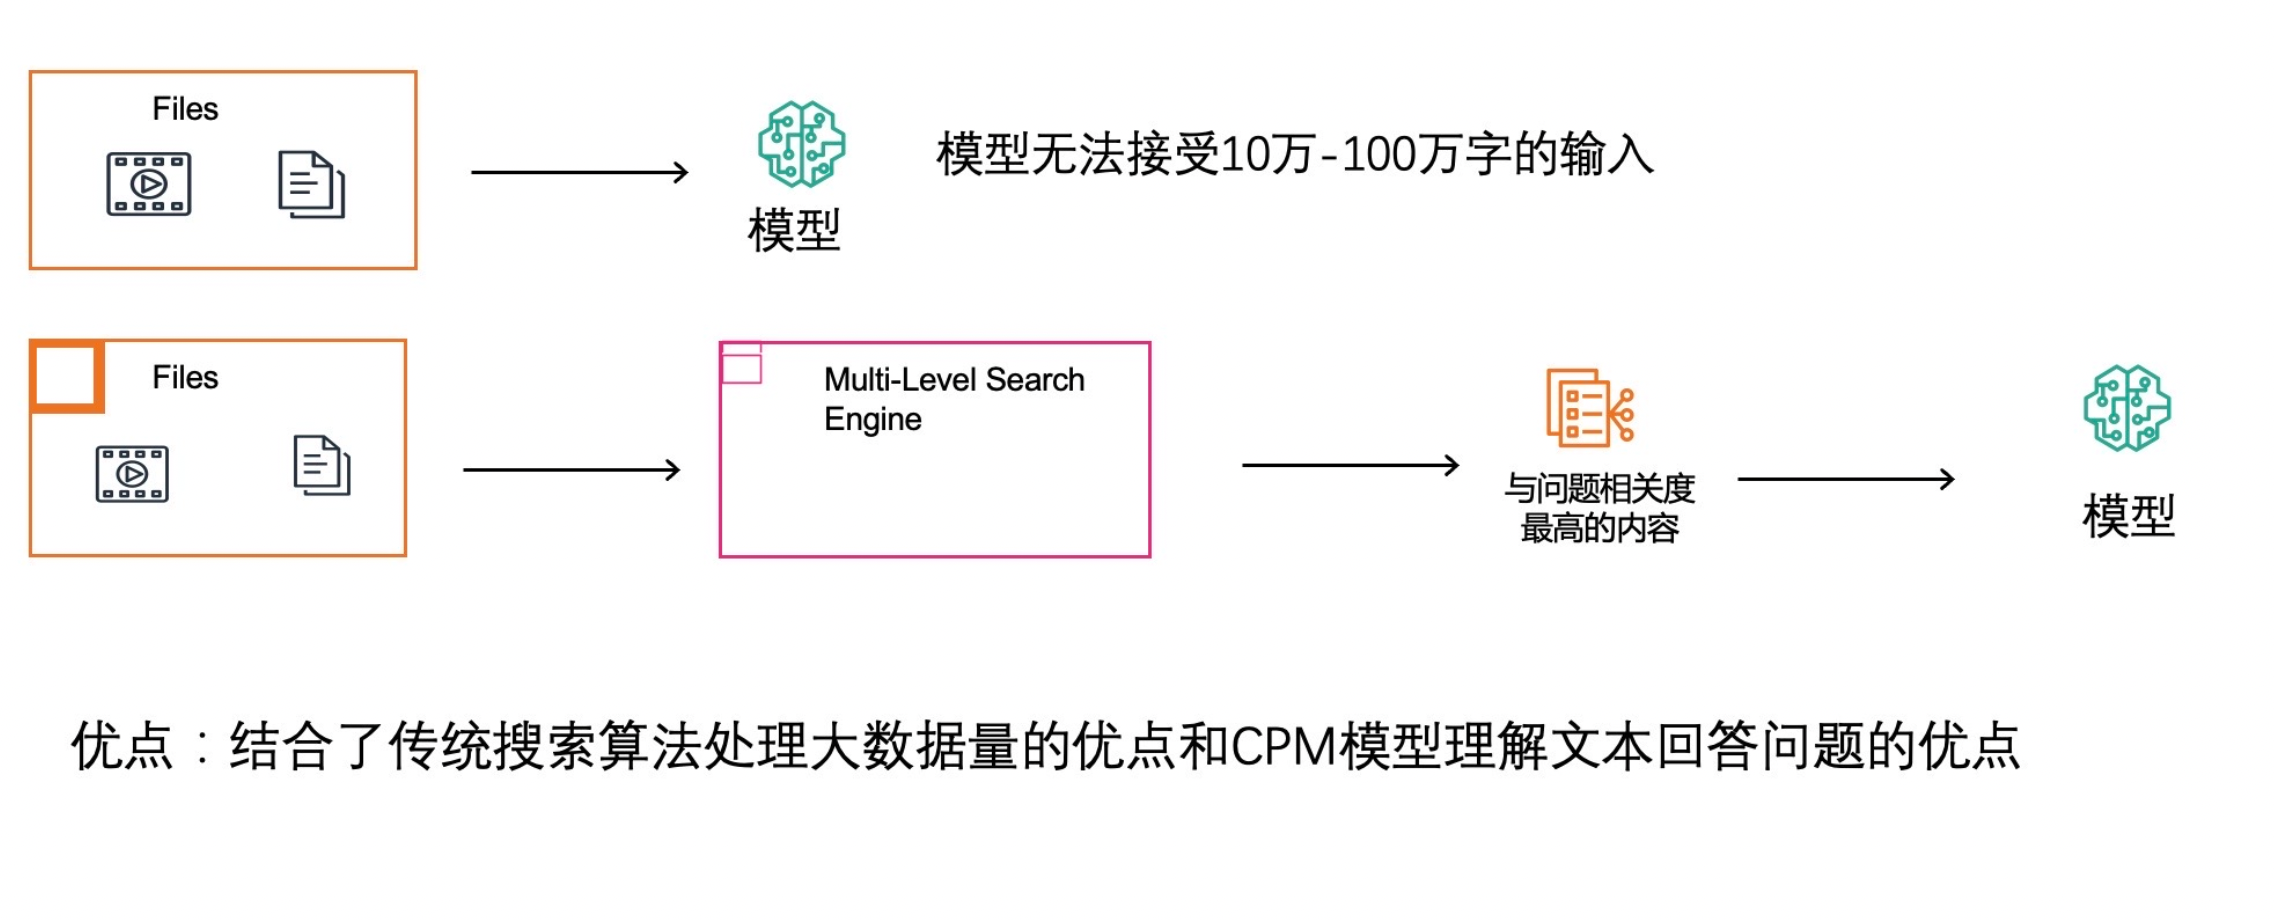 Files
模型
模型无法接受10万-100万字的输入
Files
Multi-Level Search
Engine
与问题相关度
最高的内容
模型
优点：结合了传统搜索算法处理大数据量的优点和CPM模型理解文本回答问题的优点